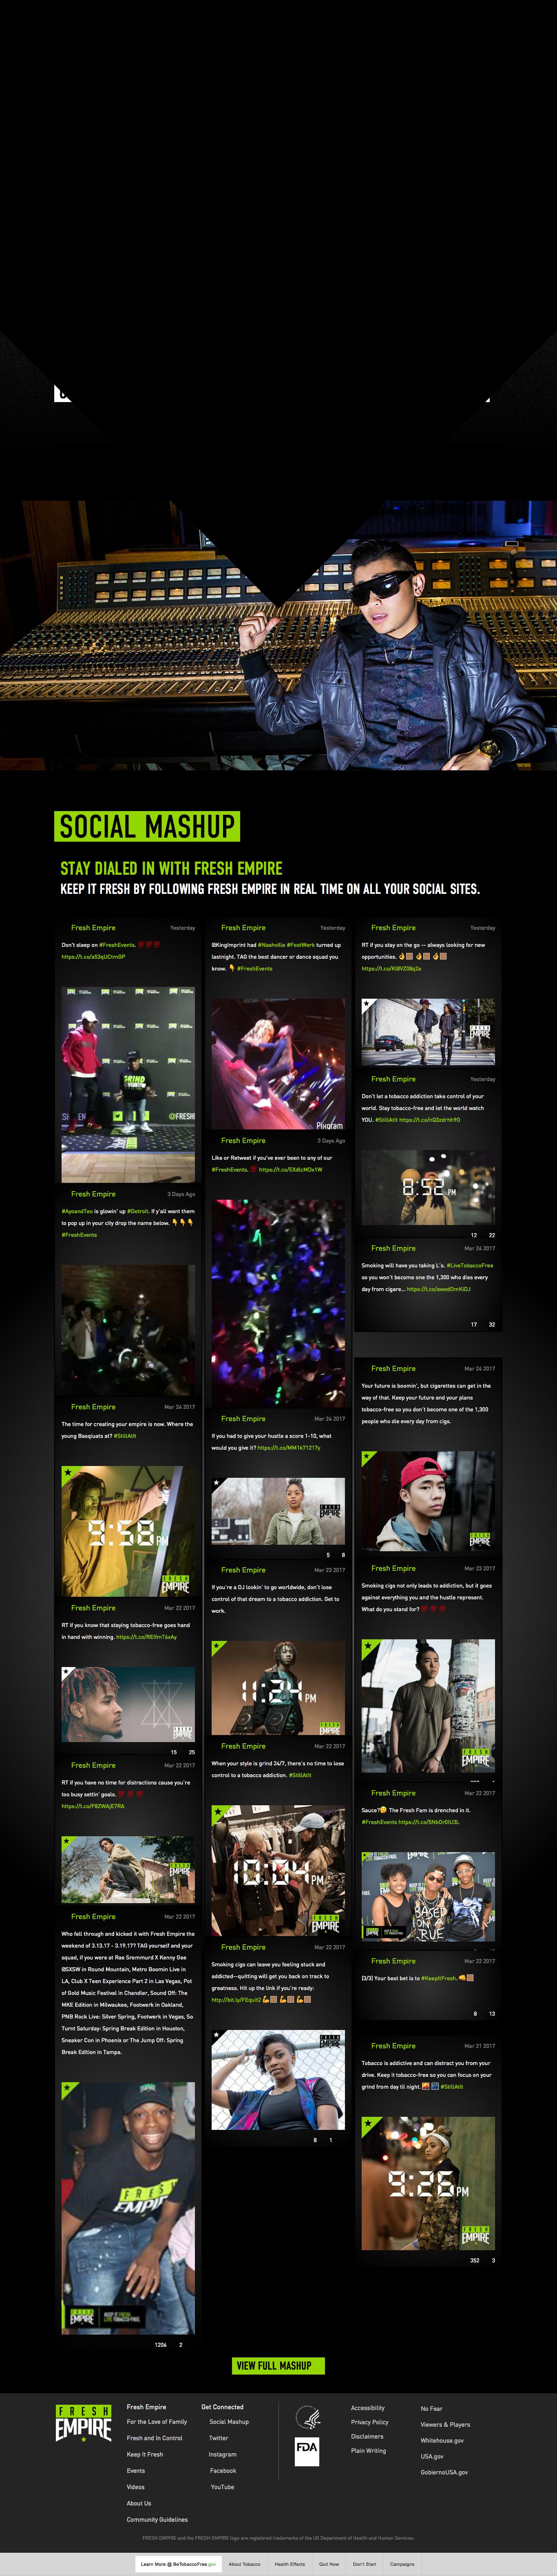 SOCIAL MASHUP
STAY DIALED IN WITH FRESH EMPIRE
KEEP IT FRESH BY FOLLOWING FRESH EMPIRE IN REAL TIME ON ALL YOUR SOCIAL SITES.
Fresh Empire
Yesterday
Don't sleep on #FreshEvents.
GRIND
@FRESHE
Fresh Empire
3 Days Ago
#AyoandTeo is glowin' up #Detroit. If y'all want them
to pop up in your city drop the name below.
#FreshEvents
Fresh Empire
Mar 24 2017
The time for creating your empire is now. Where the
young Basquiats at? #StillAtIt
9:58 PM
FRESH
EMPIRE
Fresh Empire
Mar 22 2017
RT if you know that staying tobacco-free goes hand
in hand with winning.
FRESH
EMPIRE
15 25
Fresh Empire
Mar 22 2017
RT if you have no time for distractions cause you're
too busy settin' goals.
FRESH
EMPIRE
Fresh Empire
Mar 22 2017
Who fell through and kicked it with Fresh Empire the
weekend of 3.13.17 - 3.19.17? TAG yourself and your
squad, if you were at Rae Sremmurd X Kenny Gee
@SXSW in Round Mountain, Metro Boomin Live in
LA, Club X Teen Experience Part 2 in Las Vegas, Pot
of Gold Music Festival in Chandler, Sound Off: The
MKE Edition in Milwaukee, Footwerk in Oakland,
PNB Rock Live: Silver Spring, Footwerk in Vegas, So
Turnt Saturday: Spring Break Edition in Houston,
Sneaker Con in Phoenix or The Jump Off: Spring
Break Edition in Tampa.
FRESH
EMPIRE
1206 2
Fresh Empire
Yesterday
@KingImprint had #Nashville #FootWerk turned up
lastnight. TAG the best dancer or dance squad you
know. #FreshEvents
Pixgram
Fresh Empire
3 Days Ago
Like or Retweet if you've ever been to any of our
#FreshEvents.
Fresh Empire
Mar 24 2017
If you had to give your hustle a score 1-10, what
would you give it?
FRESH
EMPIRE
5 8
Fresh Empire
Mar 23 2017
If you're a DJ lookin' to go worldwide, don't lose
control of that dream to a tobacco addiction. Get to
work.
11:24 PM
FRESH
EMPIRE
Fresh Empire
Mar 22 2017
When your style is grind 24/7, there's no time to lose
control to a tobacco addiction. #StillAtIt
10:04 PM
FRESH
EMPIRE
Fresh Empire
Mar 22 2017
Smoking cigs can leave you feeling stuck and
addicted--quitting will get you back on track to
greatness. Hit up the link if you're ready:
http://bit.ly/FEquit2
FRESH
EMPIRE
8 1
Fresh Empire
Yesterday
RT if you stay on the go -- always looking for new
opportunities.
FRESH
EMPIRE
Fresh Empire
Yesterday
Don't let a tobacco addiction take control of your
world. Stay tobacco-free and let the world watch
YOU. #StillAtIt
8:52 PM
12 22
Fresh Empire
Mar 24 2017
Smoking will have you taking L's. #LiveTobaccoFree
so you won't become one the 1,300 who dies every
day from cigare...
17 32
Fresh Empire
Mar 24 2017
Your future is boomin', but cigarettes can get in the
way of that. Keep your future and your plans
tobacco-free so you don't become one of the 1,300
people who die every day from cigs.
FRESH
EMPIRE
Fresh Empire
Mar 23 2017
Smoking cigs not only leads to addiction, but it goes
against everything you and the hustle represent.
What do you stand for?
FRESH
EMPIRE
Fresh Empire
Mar 22 2017
Sauce? The Fresh Fam is drenched in it.
#FreshEvents
BASED
ON A
TRUE
Fresh Empire
Mar 22 2017
[3/3] Your best bet is to #KeepItFresh.
8 13
Fresh Empire
Mar 21 2017
Tobacco is addictive and can distract you from your
drive. Keep it tobacco-free so you can focus on your
grind from day til night. #StillAtIt
9:26 PM
FRESH
EMPIRE
352 3
VIEW FULL MASHUP
FRESH
EMPIRE
Fresh Empire
For the Love of Family
Fresh and In Control
Keep It Fresh
Events
Videos
About Us
Community Guidelines
Get Connected
Social Mashup
Twitter
Instagram
Facebook
YouTube
FDA
Accessibility
Privacy Policy
Disclaimers
Plain Writing
No Fear
Viewers & Players
Whitehouse.gov
USA.gov
GobiernoUSA.gov
FRESH EMPIRE and the FRESH EMPIRE logo are registered trademarks of the US Department of Health and Human Services.
Learn More @ BeTobaccoFree.gov
About Tobacco
Health Effects
Quit Now
Don't Start
Campaigns